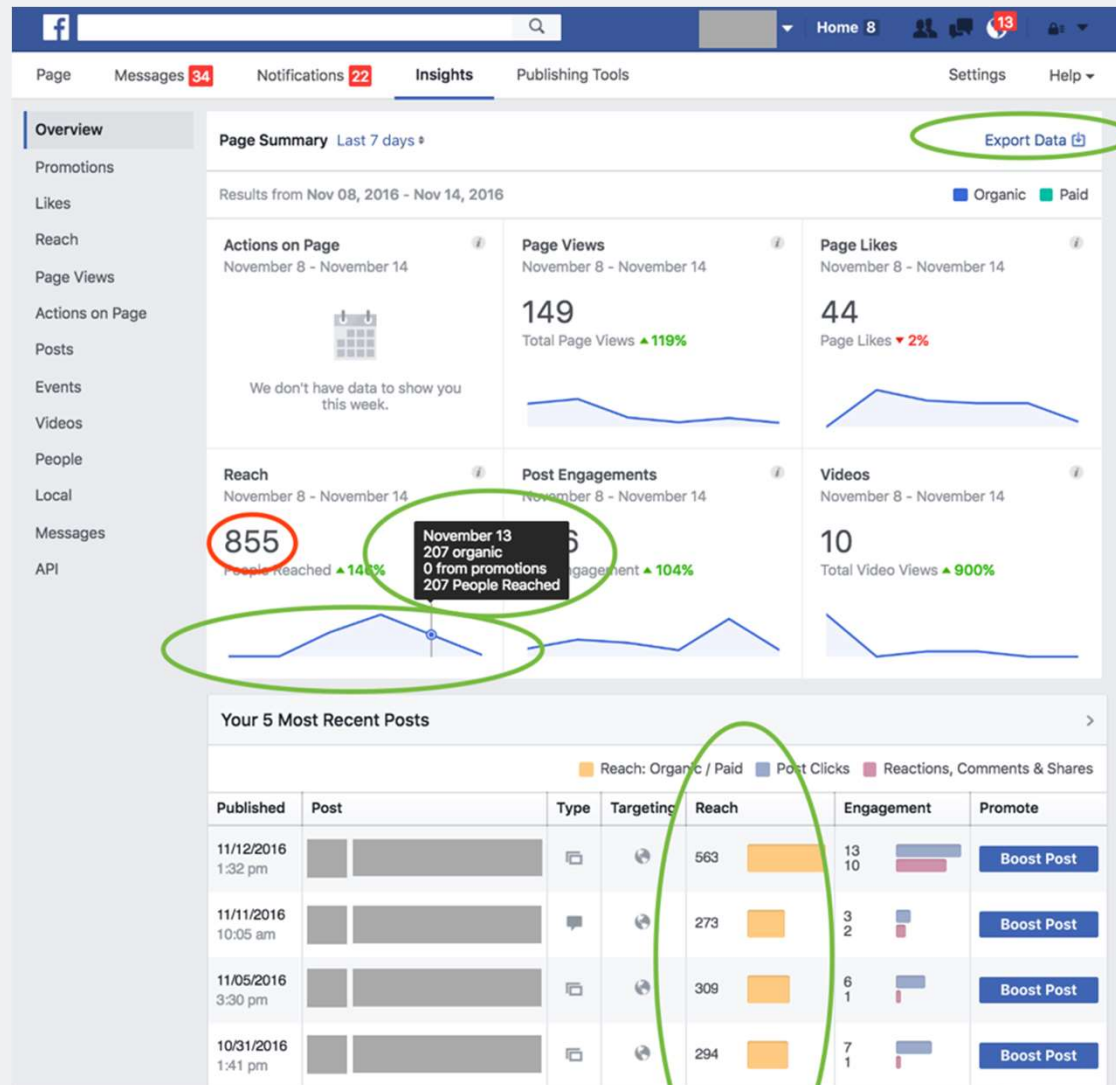 f
Home 8
13
Page Messages 34 Notifications 22 Insights Publishing Tools Settings Help
Overview
Promotions
Likes
Reach
Page Views
Actions on Page
Posts
Events
Videos
People
Local
Messages
API
Page Summary Last 7 days
Export Data
Results from Nov 08, 2016 - Nov 14, 2016
Organic Paid
Actions on Page
November 8 - November 14
We don't have data to show you
this week.
Page Views
November 8 - November 14
149
Total Page Views 119%
Page Likes
November 8 - November 14
44
Page Likes 2%
Reach
November 8 - November 14
855
People Reached 146%
November 13
207 organic
0 from promotions
207 People Reached
Post Engagements
November 8 - November 14
104%
Videos
November 8 - November 14
10
Total Video Views 900%
Your 5 Most Recent Posts
Reach: Organic / Paid Post Clicks Reactions, Comments & Shares
Published Post Type Targeting Reach Engagement Promote
11/12/2016
1:32 pm
563
13
10
Boost Post
11/11/2016
10:05 am
273
3
2
Boost Post
11/05/2016
3:30 pm
309
6
1
Boost Post
10/31/2016
1:41 pm
294
7
1
Boost Post